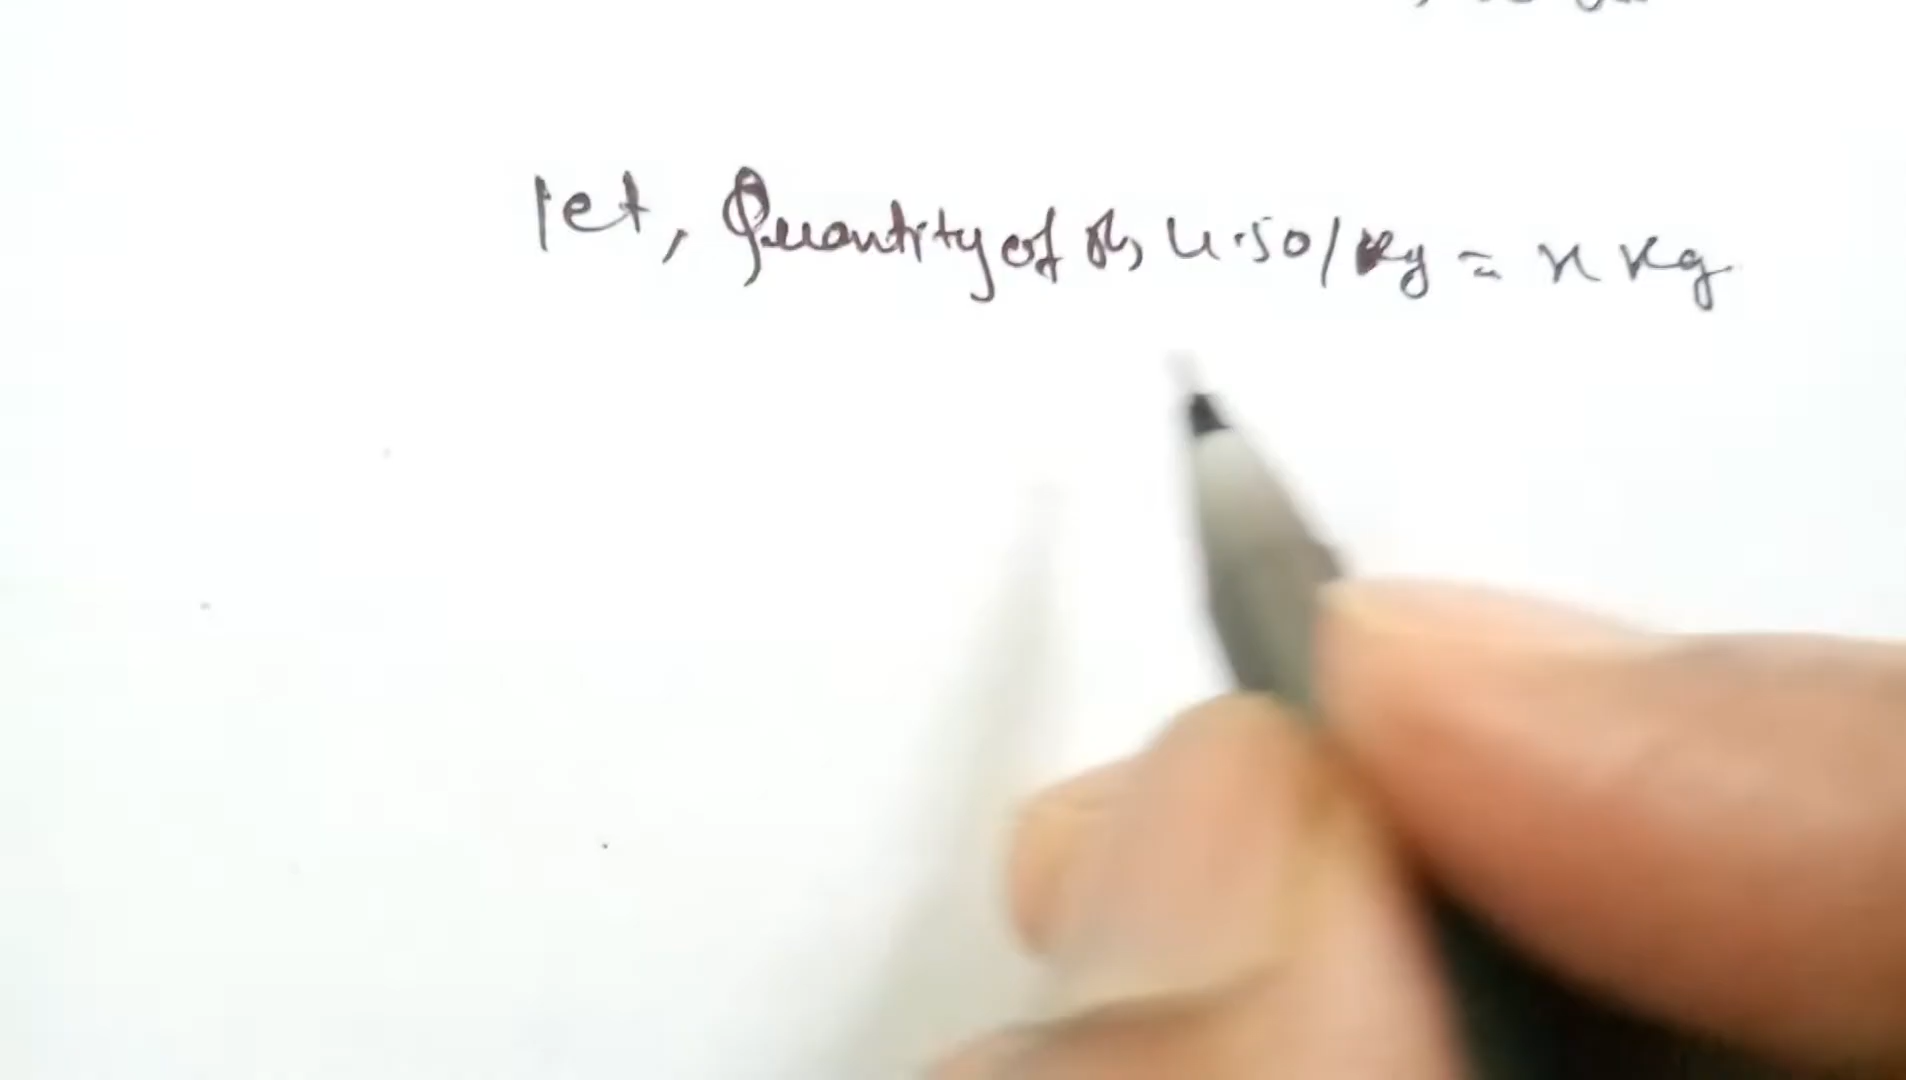 let, Quantity of Rs 4.50/kg = x kg